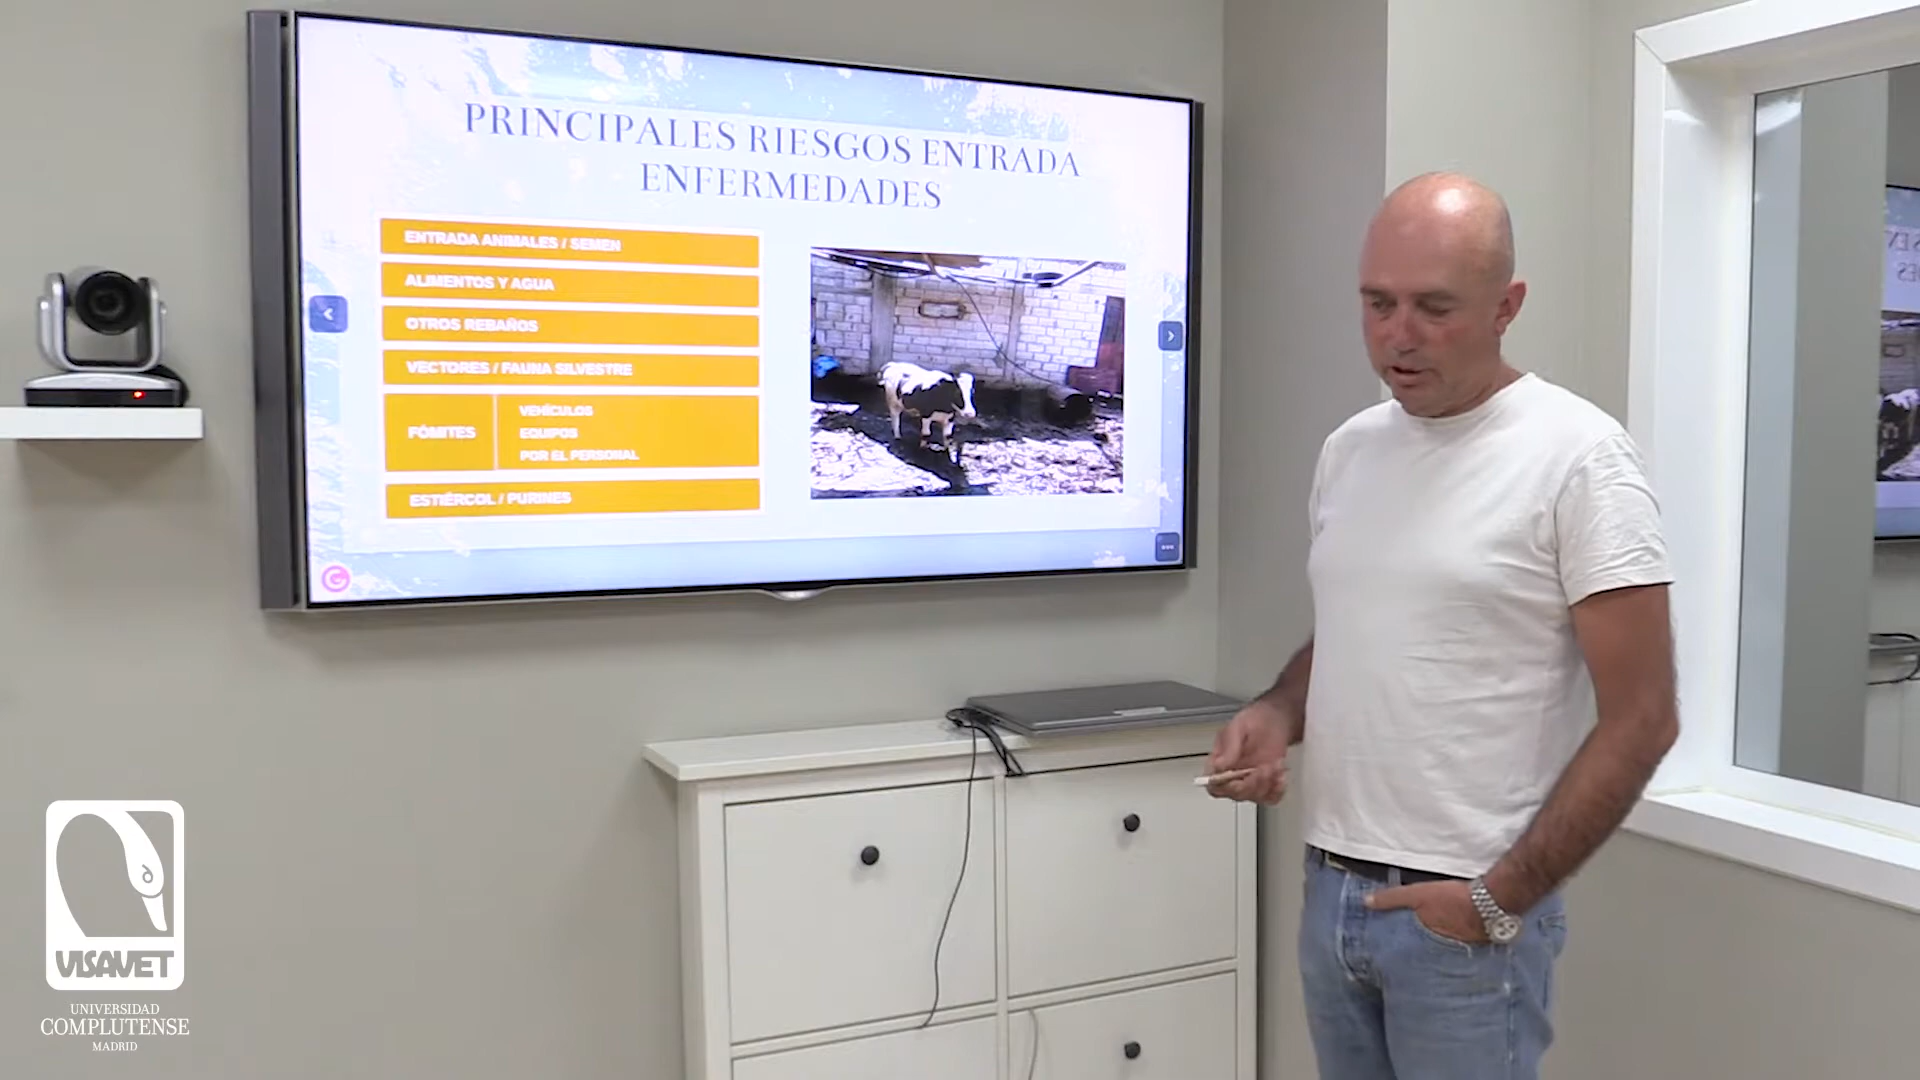 PRINCIPALES RIESGOS ENTRADA
ENFERMEDADES
ENTRADA ANIMALES / SEMEN
ALIMENTOS Y AGUA
OTROS REBAÑOS
VECTORES / FAUNA SILVESTRE
FÓMITES
VEHÍCULOS
EQUIPOS
POR EL PERSONAL
ESTIÉRCOL / PURINES
VISAVET
UNIVERSIDAD
COMPLUTENSE
MADRID